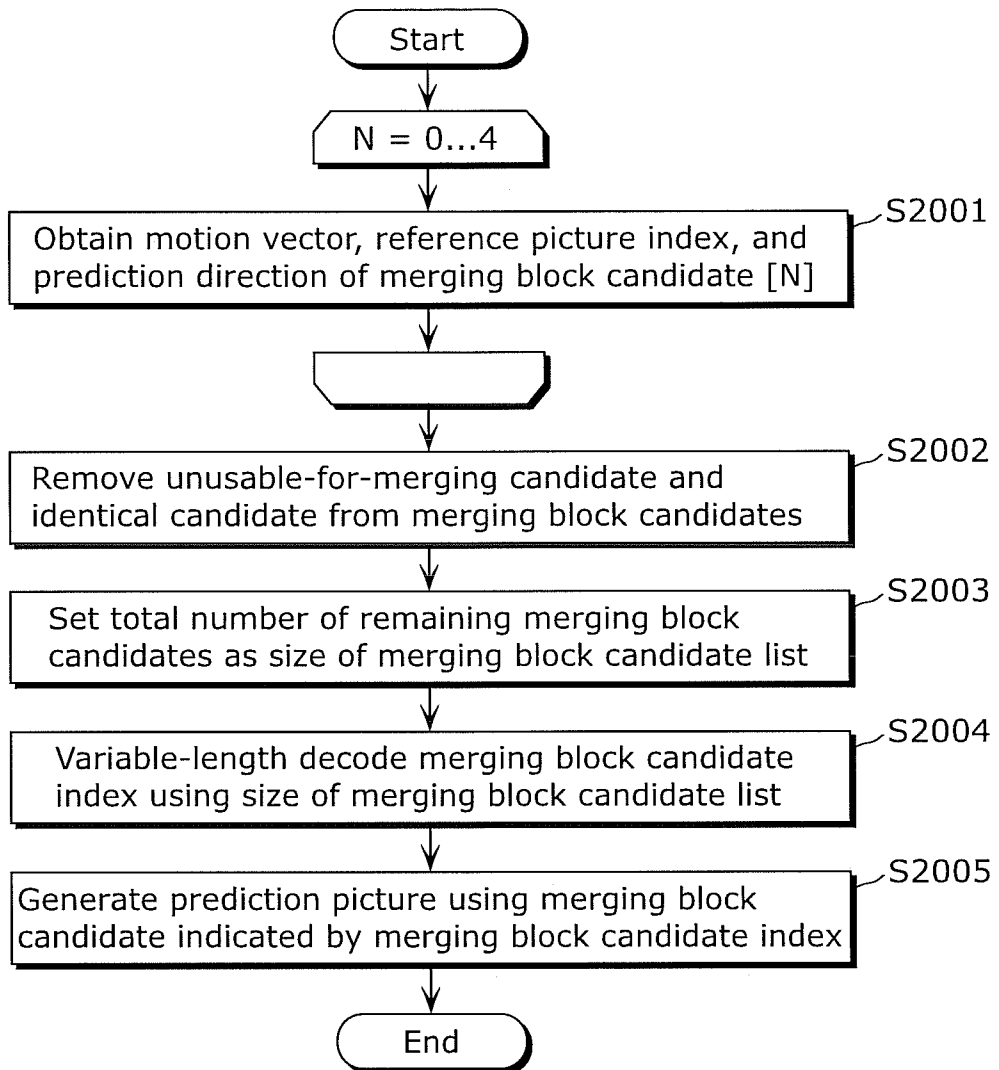 Start
N = 0...4
S2001
Obtain motion vector, reference picture index, and
prediction direction of merging block candidate [N]
S2002
Remove unusable-for-merging candidate and
identical candidate from merging block candidates
S2003
Set total number of remaining merging block
candidates as size of merging block candidate list
S2004
Variable-length decode merging block candidate
index using size of merging block candidate list
S2005
Generate prediction picture using merging block
candidate indicated by merging block candidate index
End